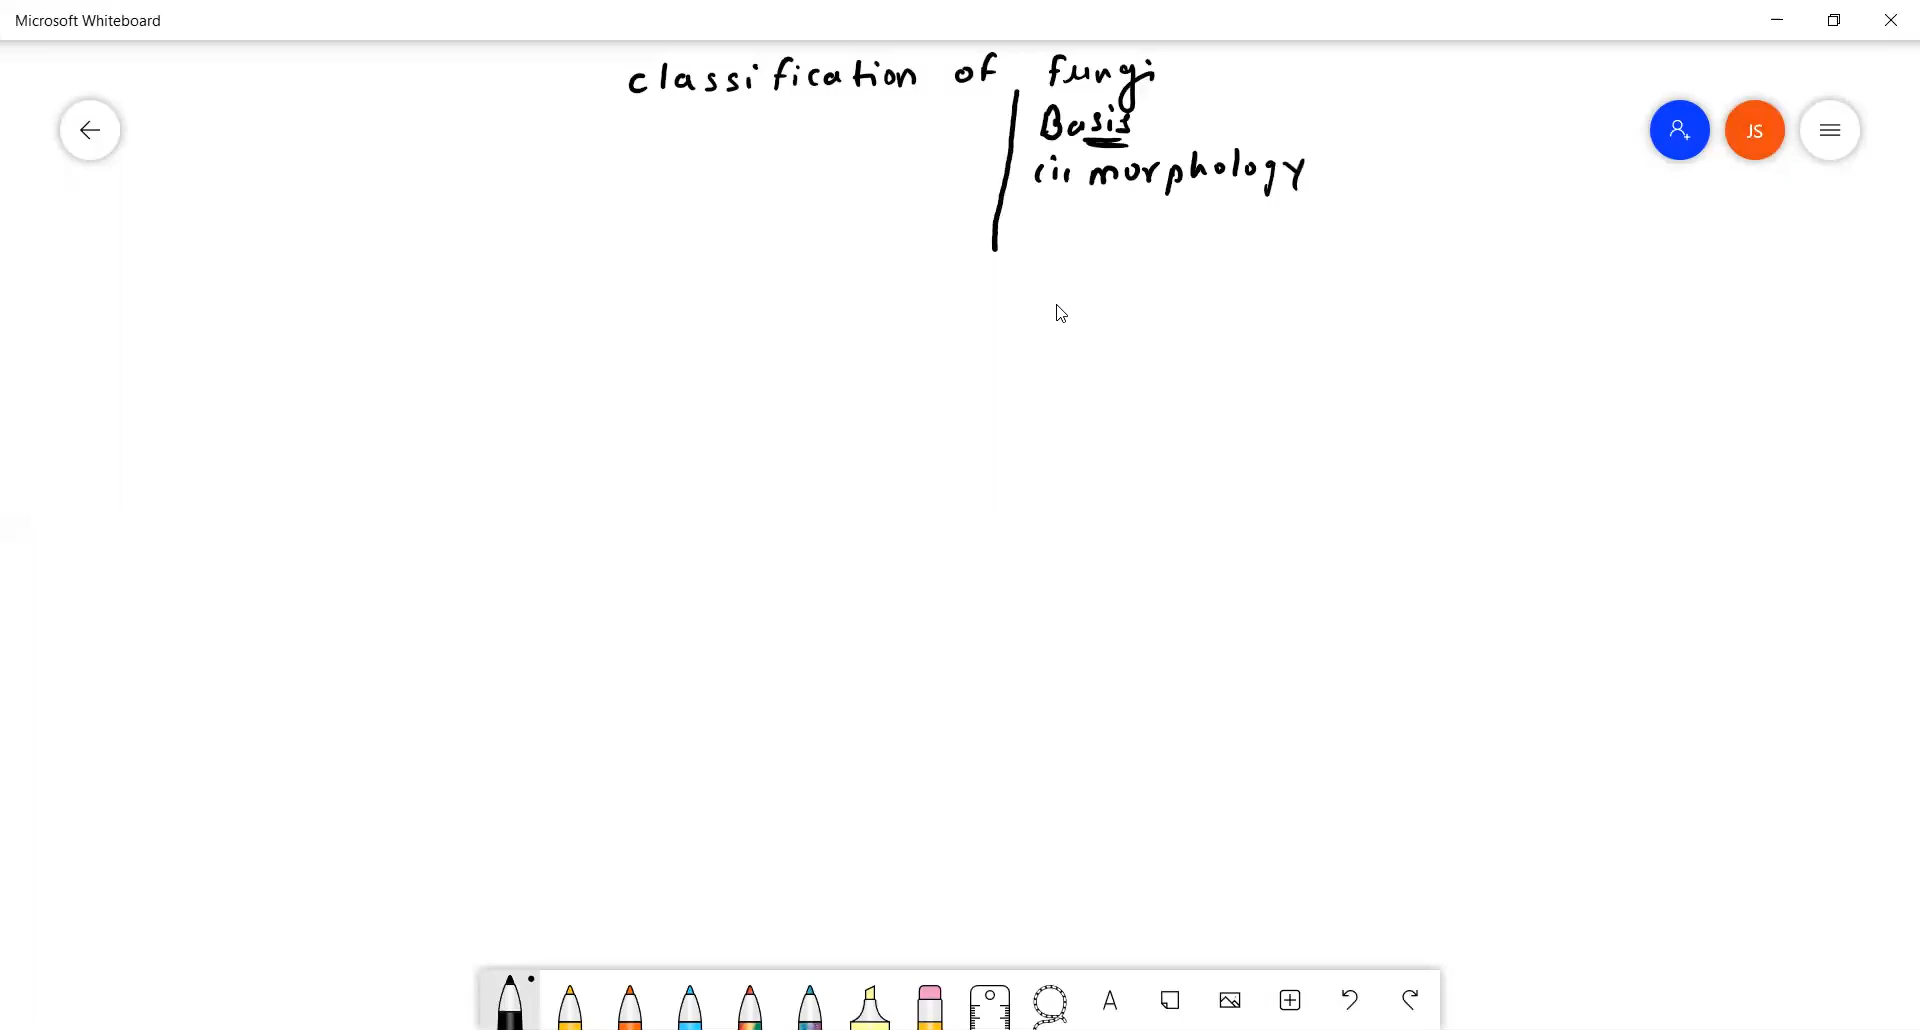 Microsoft Whiteboard
classification of fungi
Basis
(i) morphology
JS